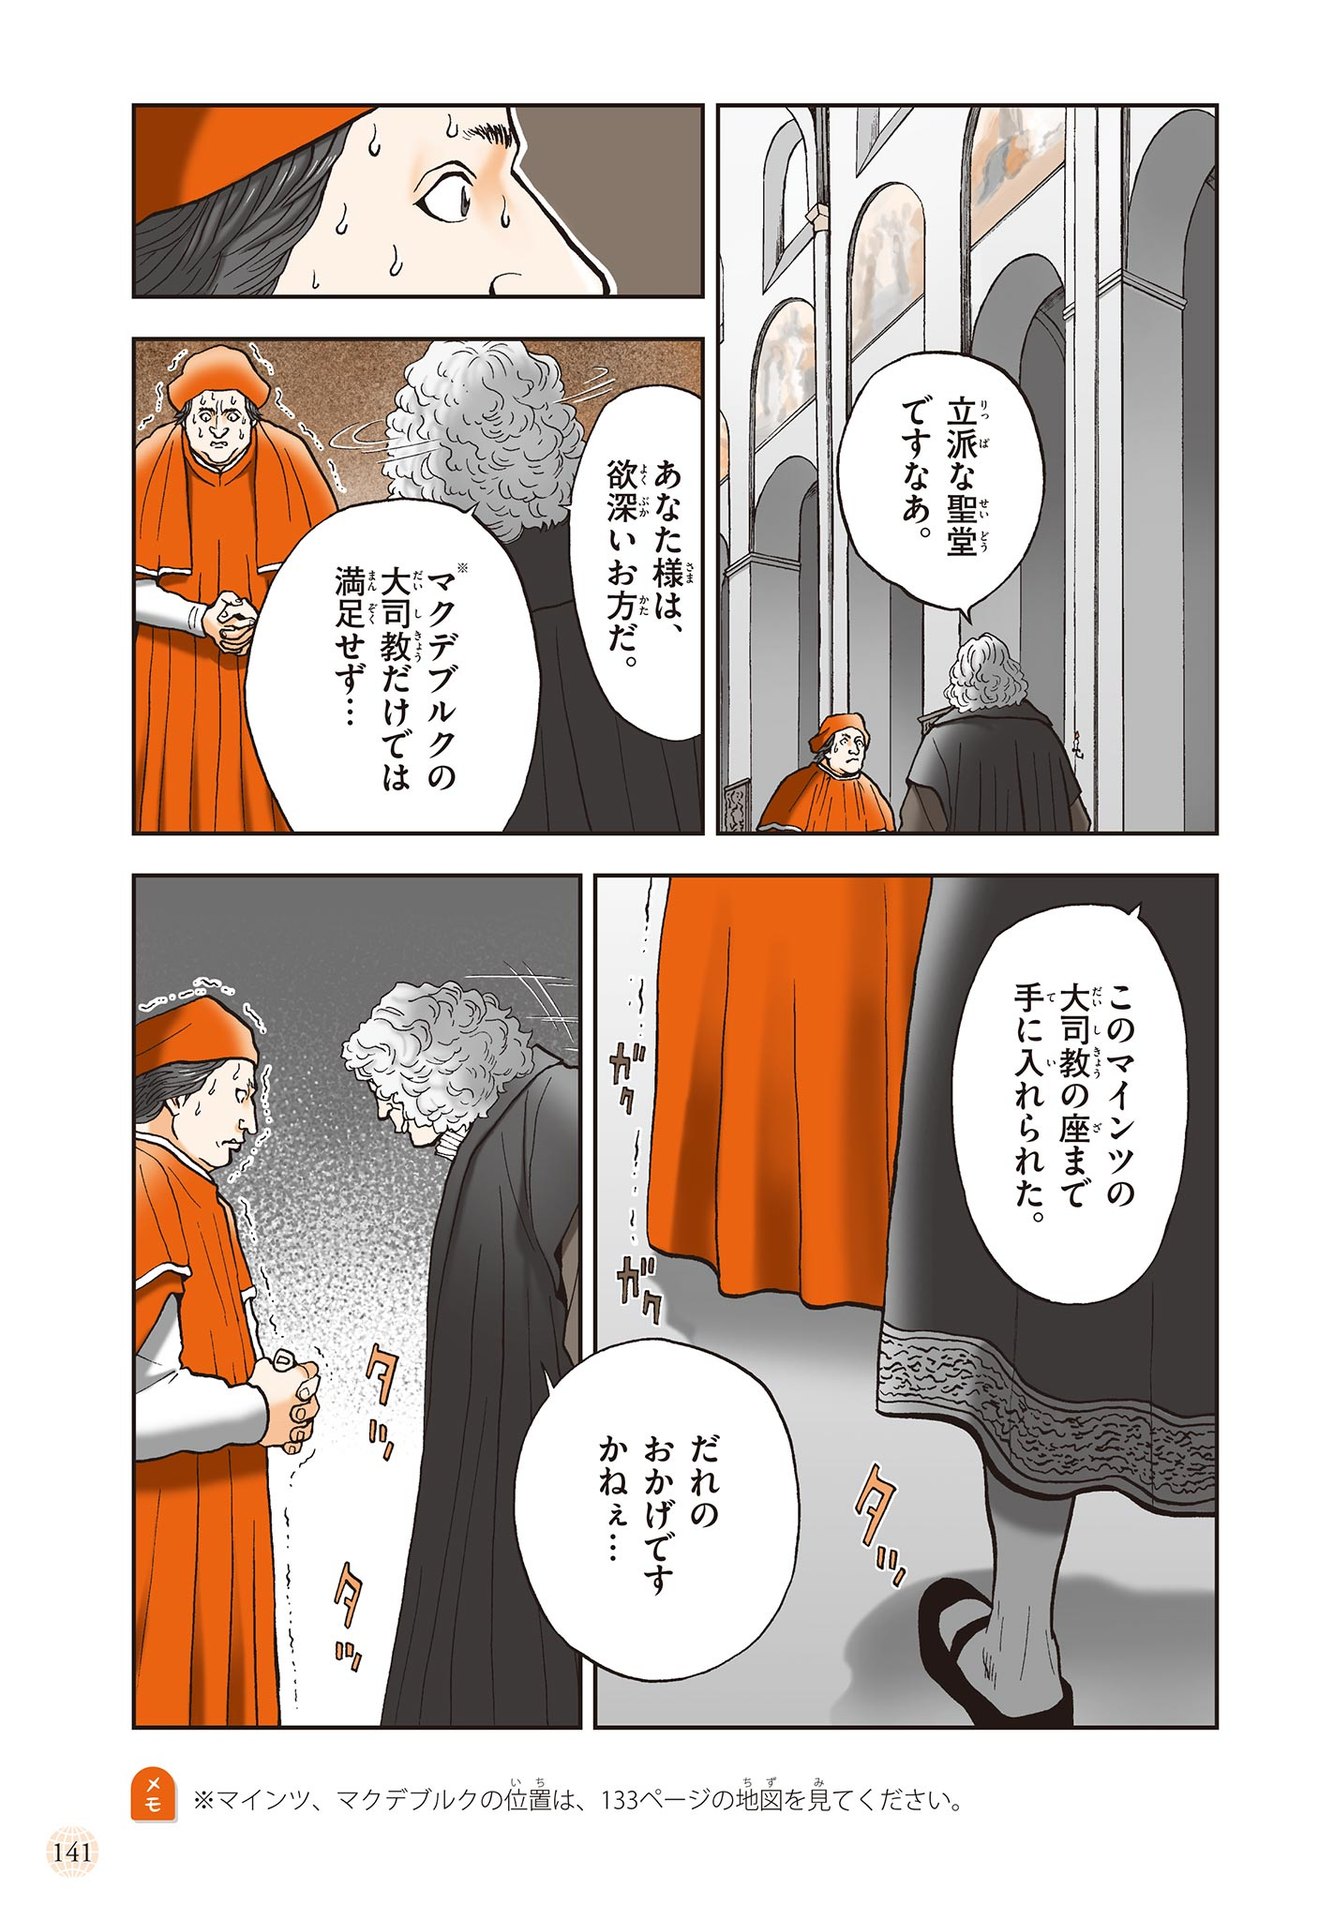 立派な聖堂
ですなあ。
あなた様は、
欲深いお方だ。
※マクデブルクの
大司教だけでは
満足せず…
このマインツの
大司教の座まで
手に入れられた。
ガク
ガク
だれの
おかげです
かねぇ…
タッ
タッ
タッ
メモ
※マインツ、マクデブルクの位置は、133ページの地図を見てください。
141